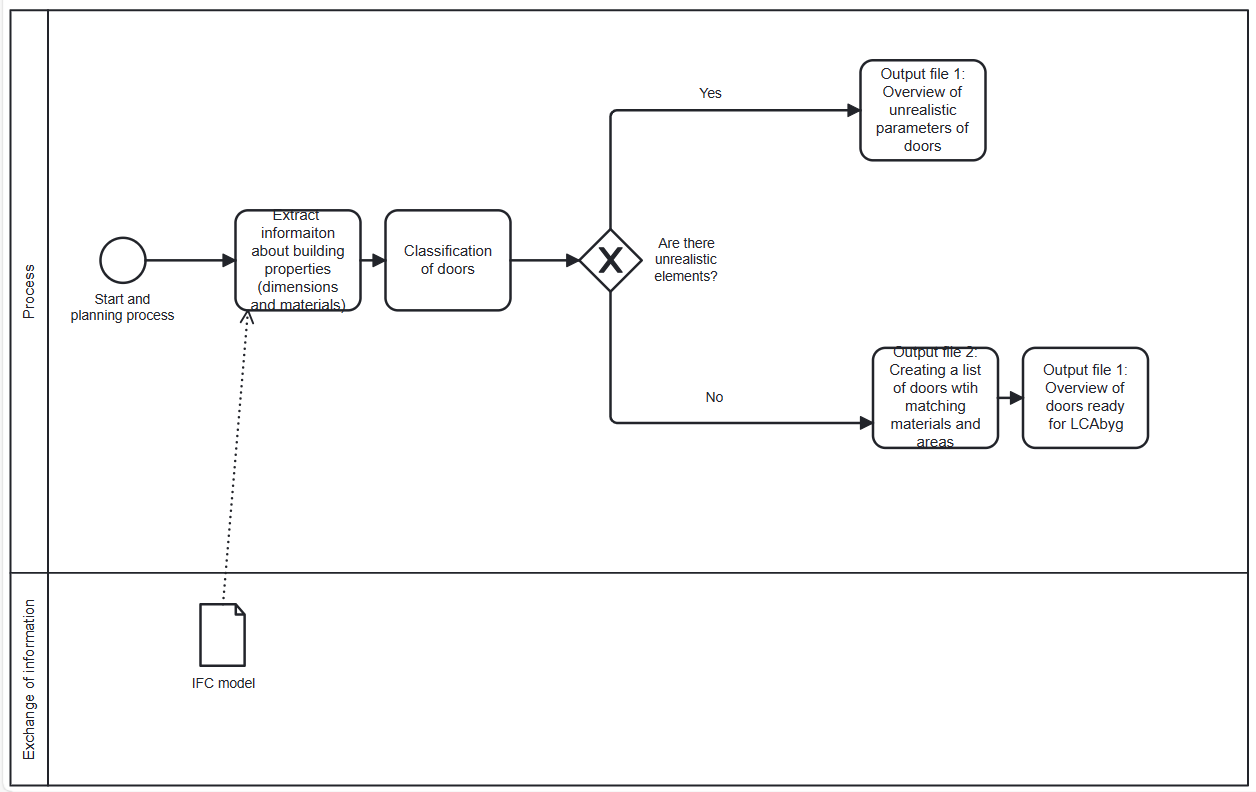 Process
Start and
planning process
Extract
informaiton
about building
properties
(dimensions
and materials)
Classification
of doors
Are there
unrealistic
elements?
Yes
Output file 1:
Overview of
unrealistic
parameters of
doors
No
Output file 2:
Creating a list
of doors wtih
matching
materials and
areas
Output file 1:
Overview of
doors ready
for LCAbyg
Exchange of information
IFC model